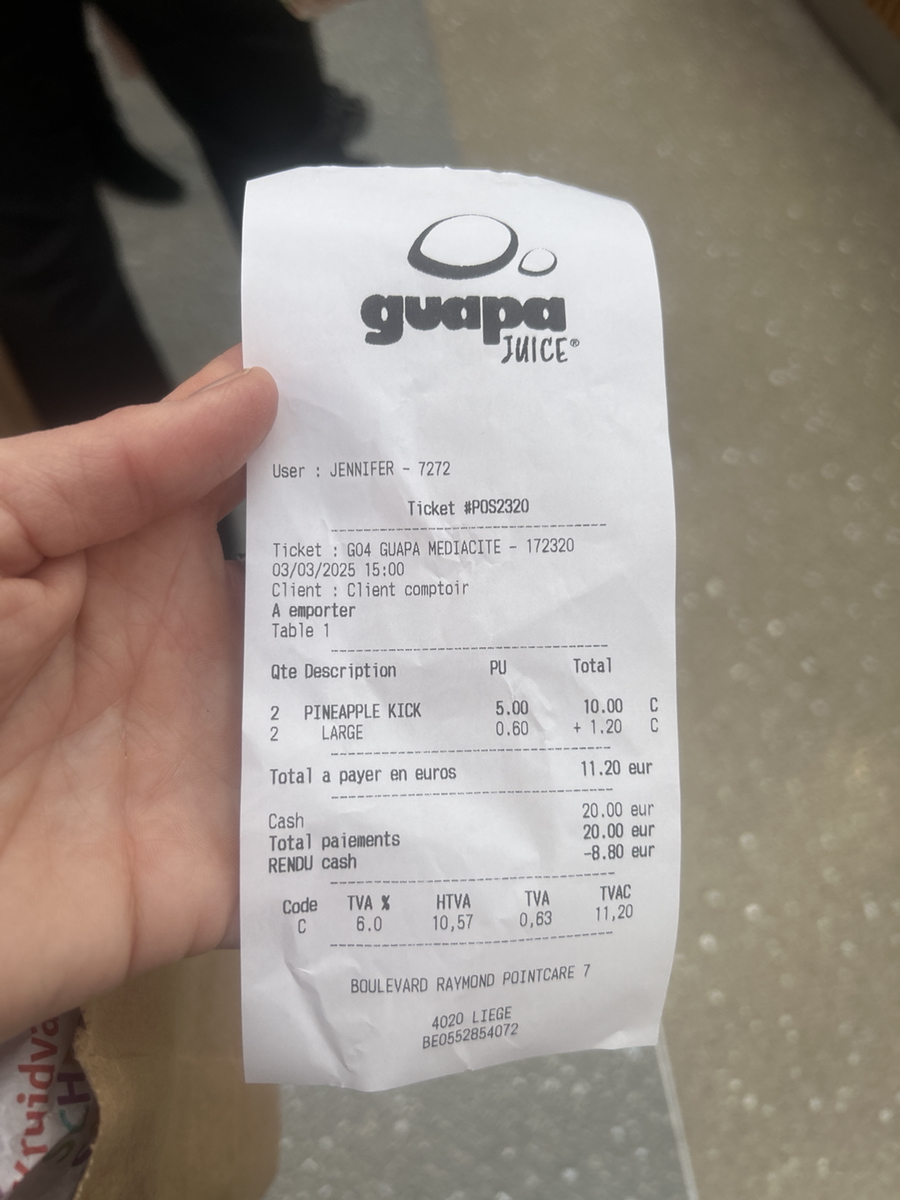 guapa
JUICE®
User : JENNIFER - 7272
Ticket #POS2320
Ticket : G04 GUAPA MEDIACITE - 172320
03/03/2025 15:00
Client : Client comptoir
A emporter
Table 1
Qte Description PU Total
2 PINEAPPLE KICK 5.00 10.00 C
2 LARGE 0.60 + 1.20 C
Total a payer en euros 11.20 eur
Cash 20.00 eur
Total paiements 20.00 eur
RENDU cash -8.80 eur
Code TVA % HTVA TVA TVAC
C 6.0 10,57 0,63 11,20
BOULEVARD RAYMOND POINTCARE 7
4020 LIEGE
BE0552854072